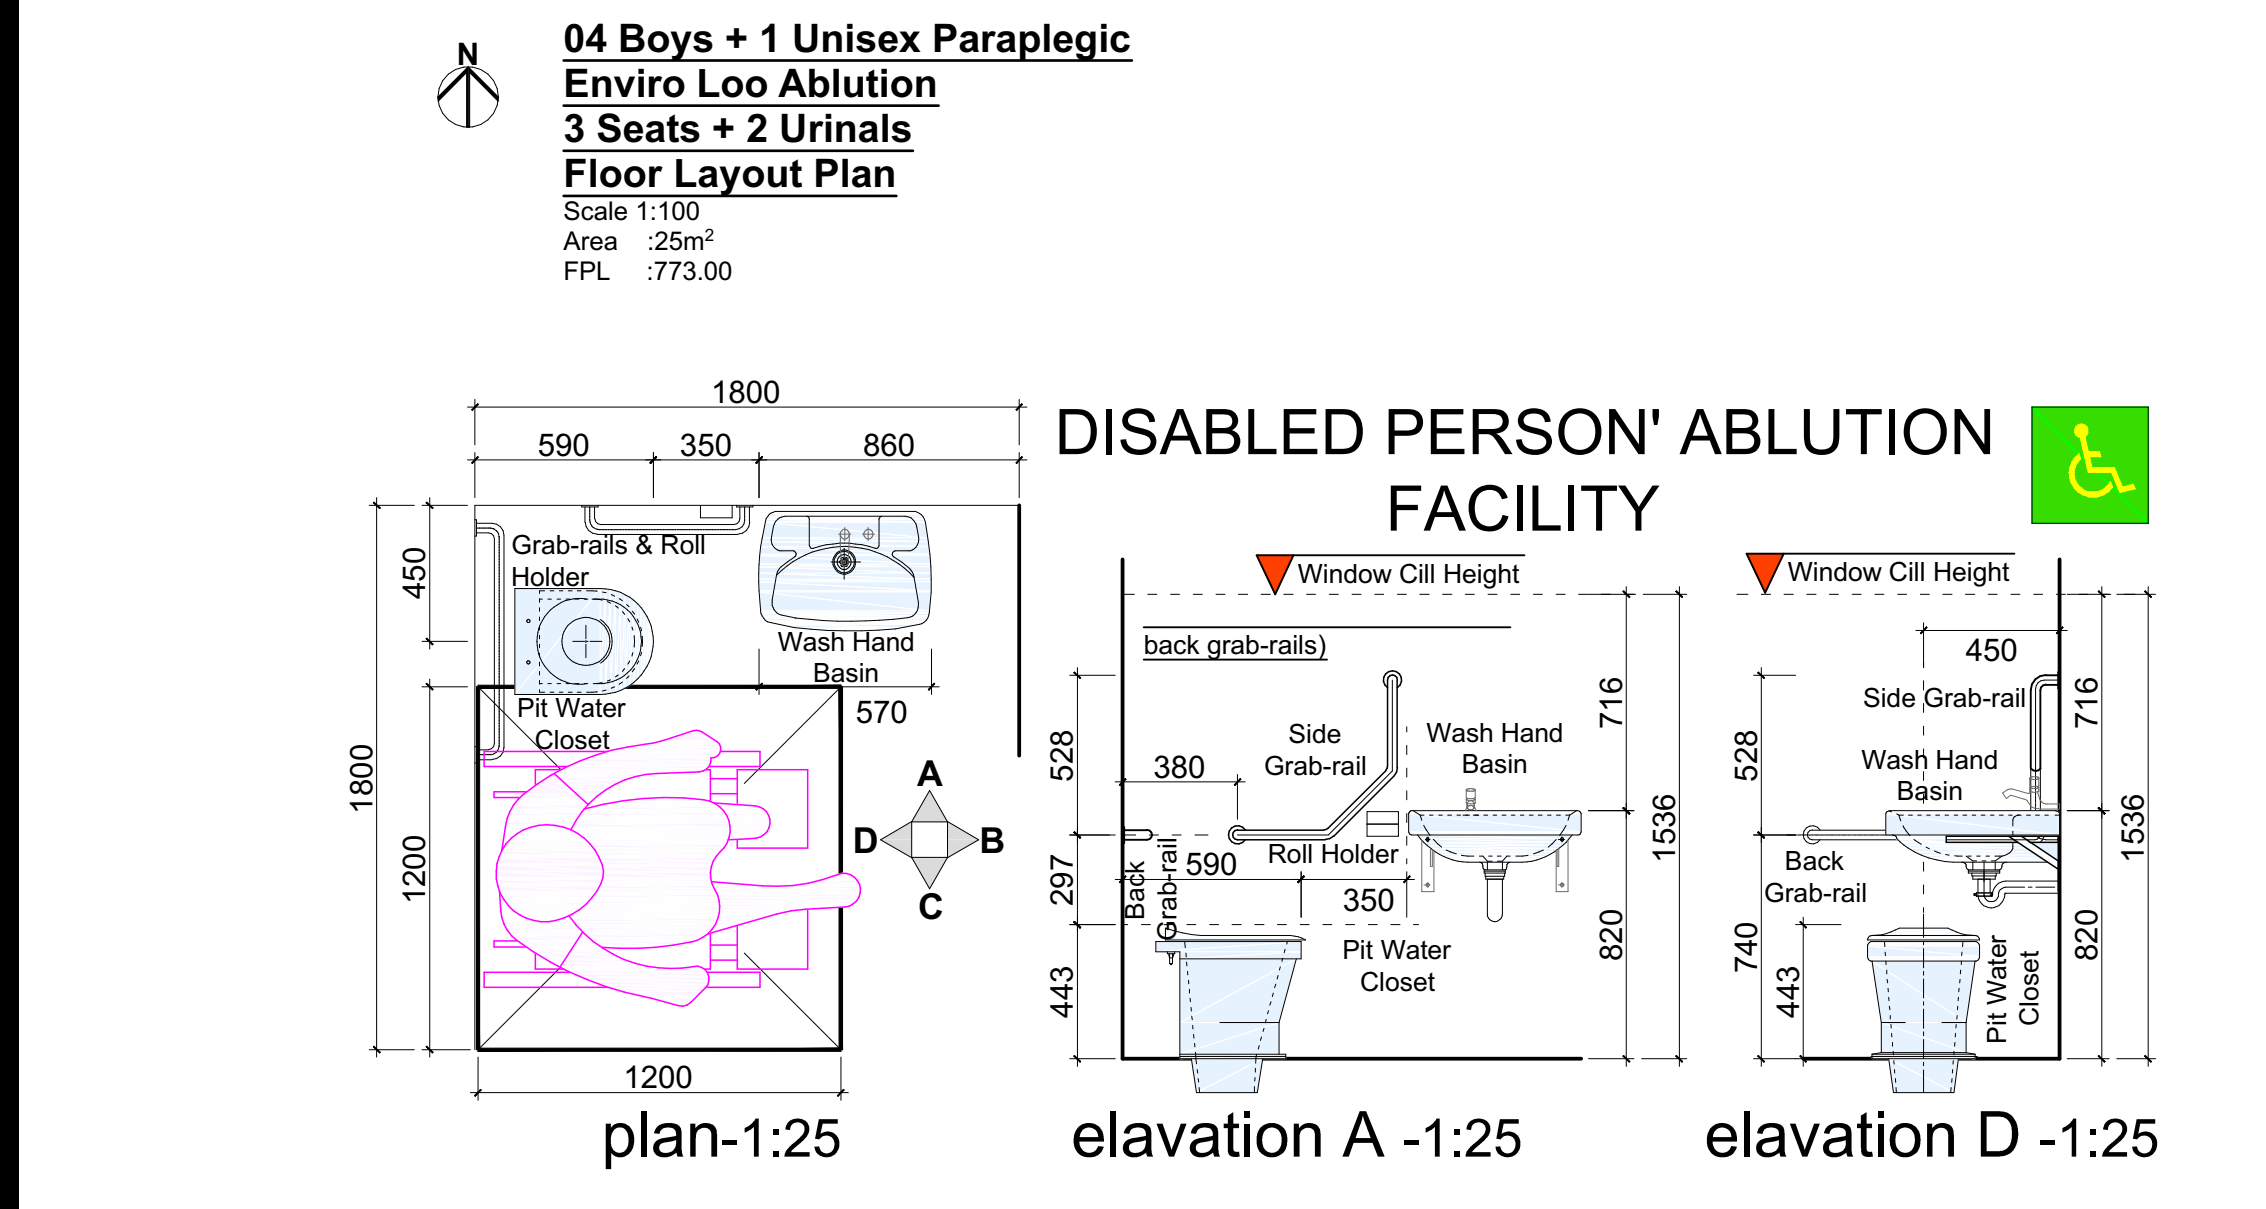 N
04 Boys + 1 Unisex Paraplegic
Enviro Loo Ablution
3 Seats + 2 Urinals
Floor Layout Plan
Scale 1:100
Area :25m²
FPL :773.00
DISABLED PERSON' ABLUTION
FACILITY
1800
590 350 860
450
1800
1200
Grab-rails & Roll
Holder
Wash Hand
Basin
570
Pit Water
Closet
A
D B
C
1200
plan-1:25
Window Cill Height
back grab-rails)
528
297
443
380
Side
Grab-rail
Wash Hand
Basin
716
1536
820
Back
Grab-rail
590
Roll Holder
350
Pit Water
Closet
elavation A -1:25
Window Cill Height
450
Side Grab-rail
716
528
Wash Hand
Basin
1536
Back
Grab-rail
740
443
820
Pit Water
Closet
elavation D -1:25